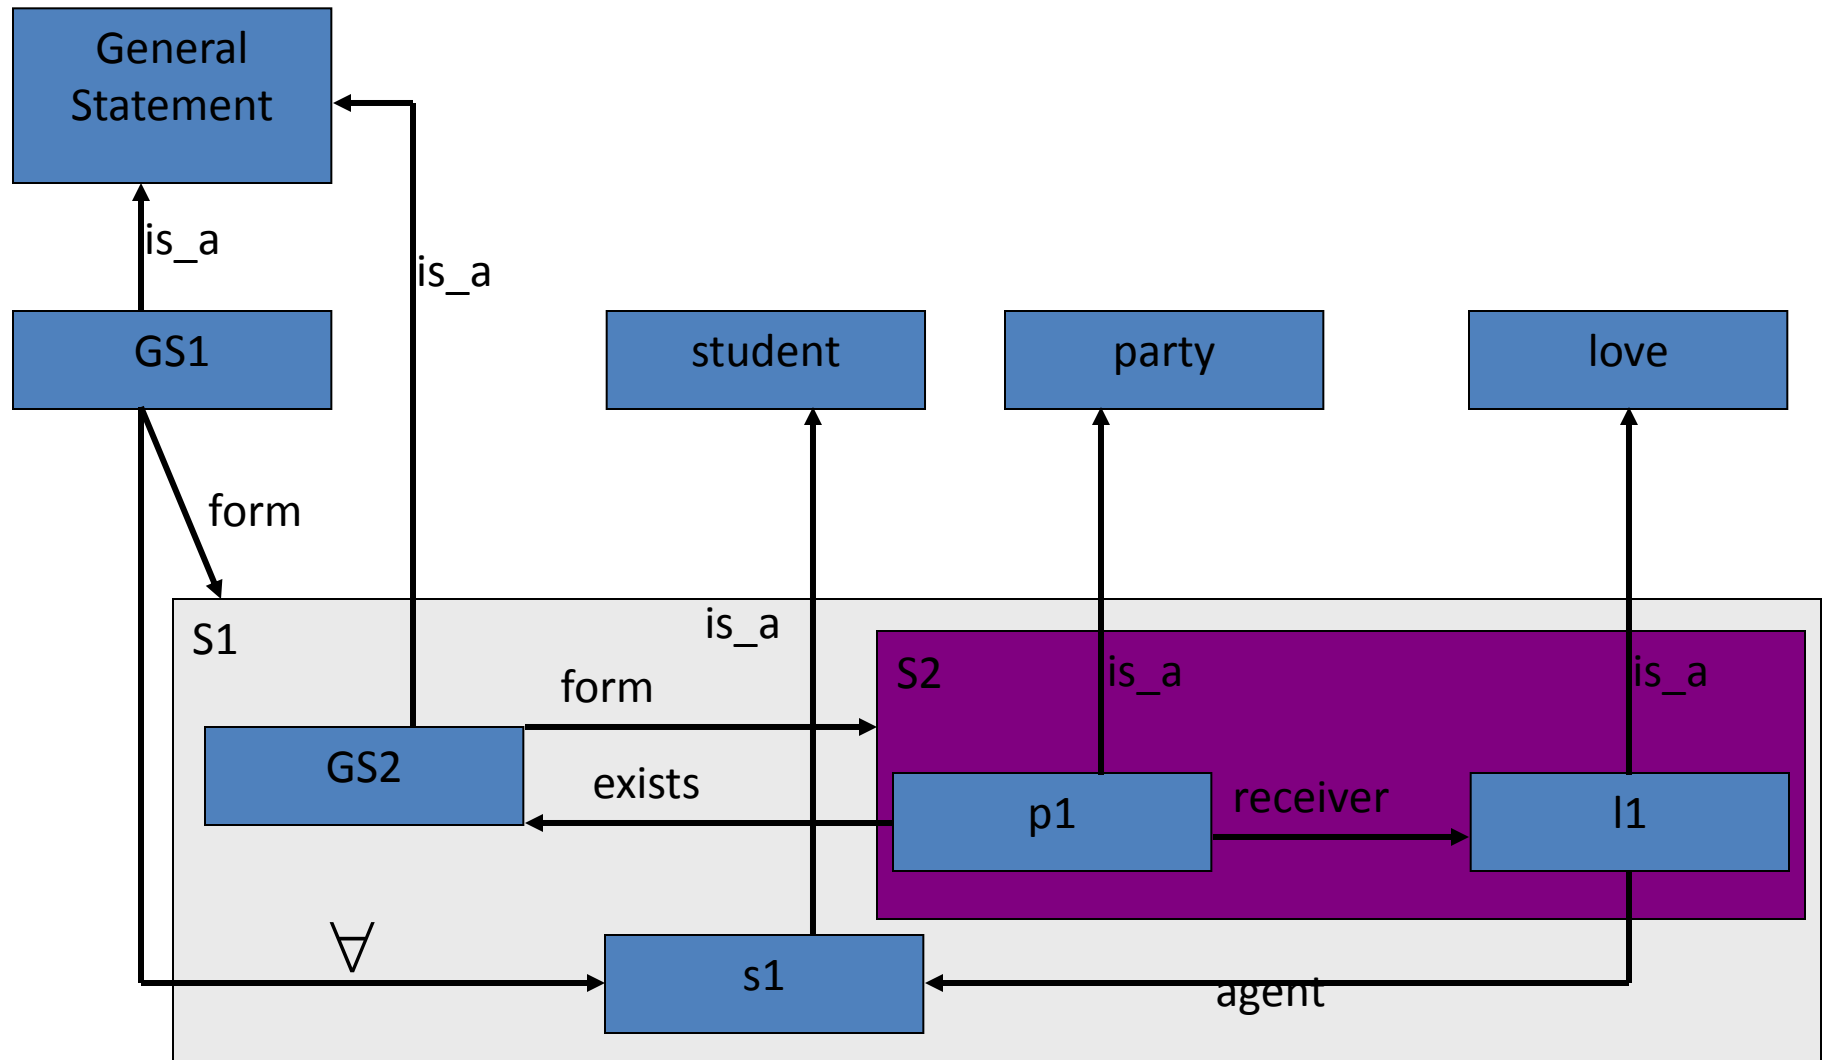 General
Statement
is_a
is_a
GS1
student
party
love
form
S1
is_a
S2
is_a
is_a
form
GS2
exists
p1
receiver
l1
∀
s1
agent